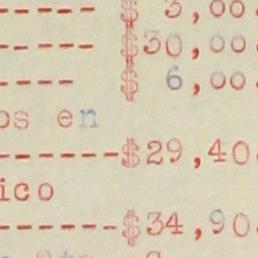 ----- $ 3,00
----- $30,00
---- $ 6,00
os en
------$29,40
ico
------$34,90